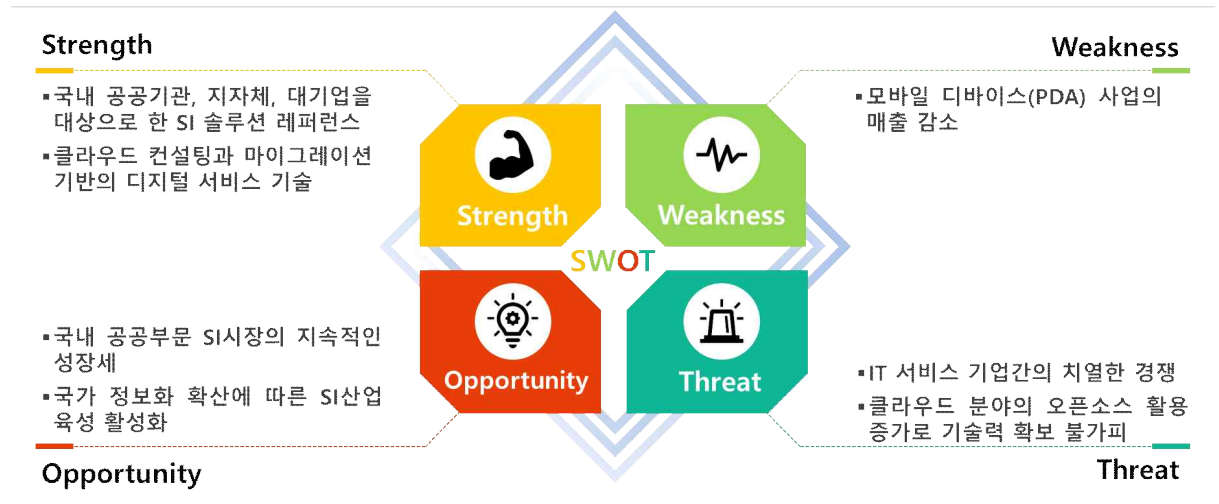 Strength
Weakness
▪국내 공공기관, 지자체, 대기업을
대상으로 한 SI 솔루션 레퍼런스
▪클라우드 컨설팅과 마이그레이션
기반의 디지털 서비스 기술
▪모바일 디바이스(PDA) 사업의
매출 감소
Strength
Weakness
SWOT
Opportunity
Threat
▪국내 공공부문 SI시장의 지속적인
성장세
▪국가 정보화 확산에 따른 SI산업
육성 활성화
▪IT 서비스 기업간의 치열한 경쟁
▪클라우드 분야의 오픈소스 활용
증가로 기술력 확보 불가피
Opportunity
Threat